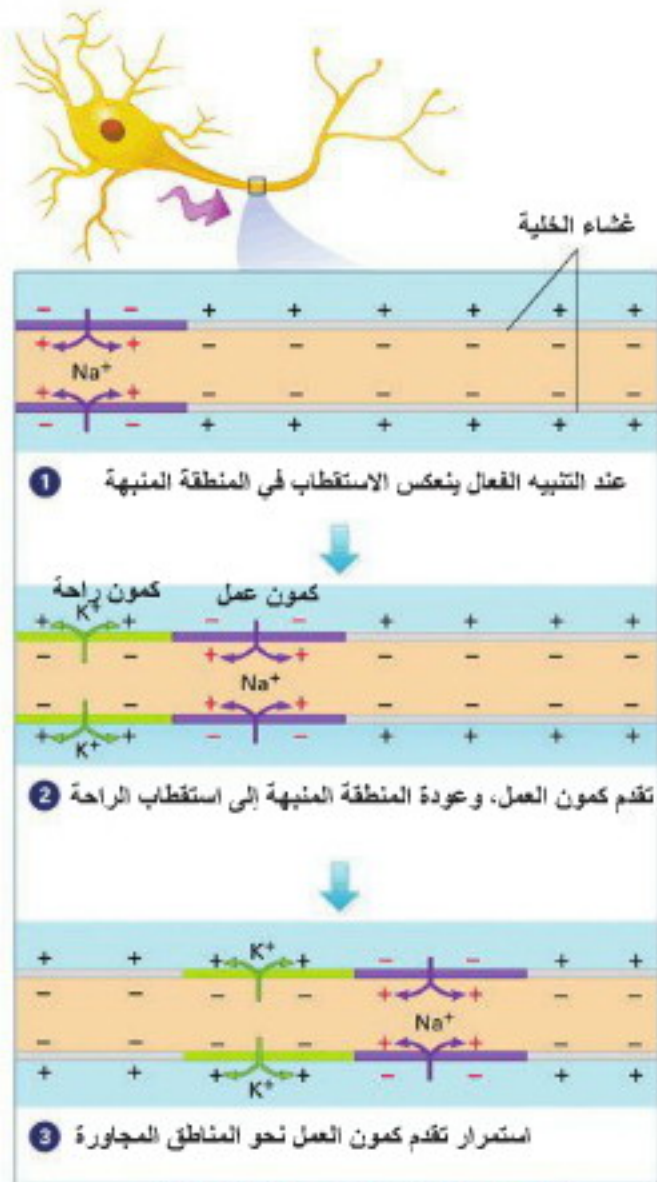 غشاء الخلية
Na⁺
1 عند التنبيه الفعال ينعكس الاستقطاب في المنطقة المنبهة
كمون راحة
كمون عمل
K⁺
Na⁺
K⁺
2 تقدم كمون العمل، وعودة المنطقة المنبهة إلى استقطاب الراحة
K⁺
Na⁺
K⁺
3 استمرار تقدم كمون العمل نحو المناطق المجاورة